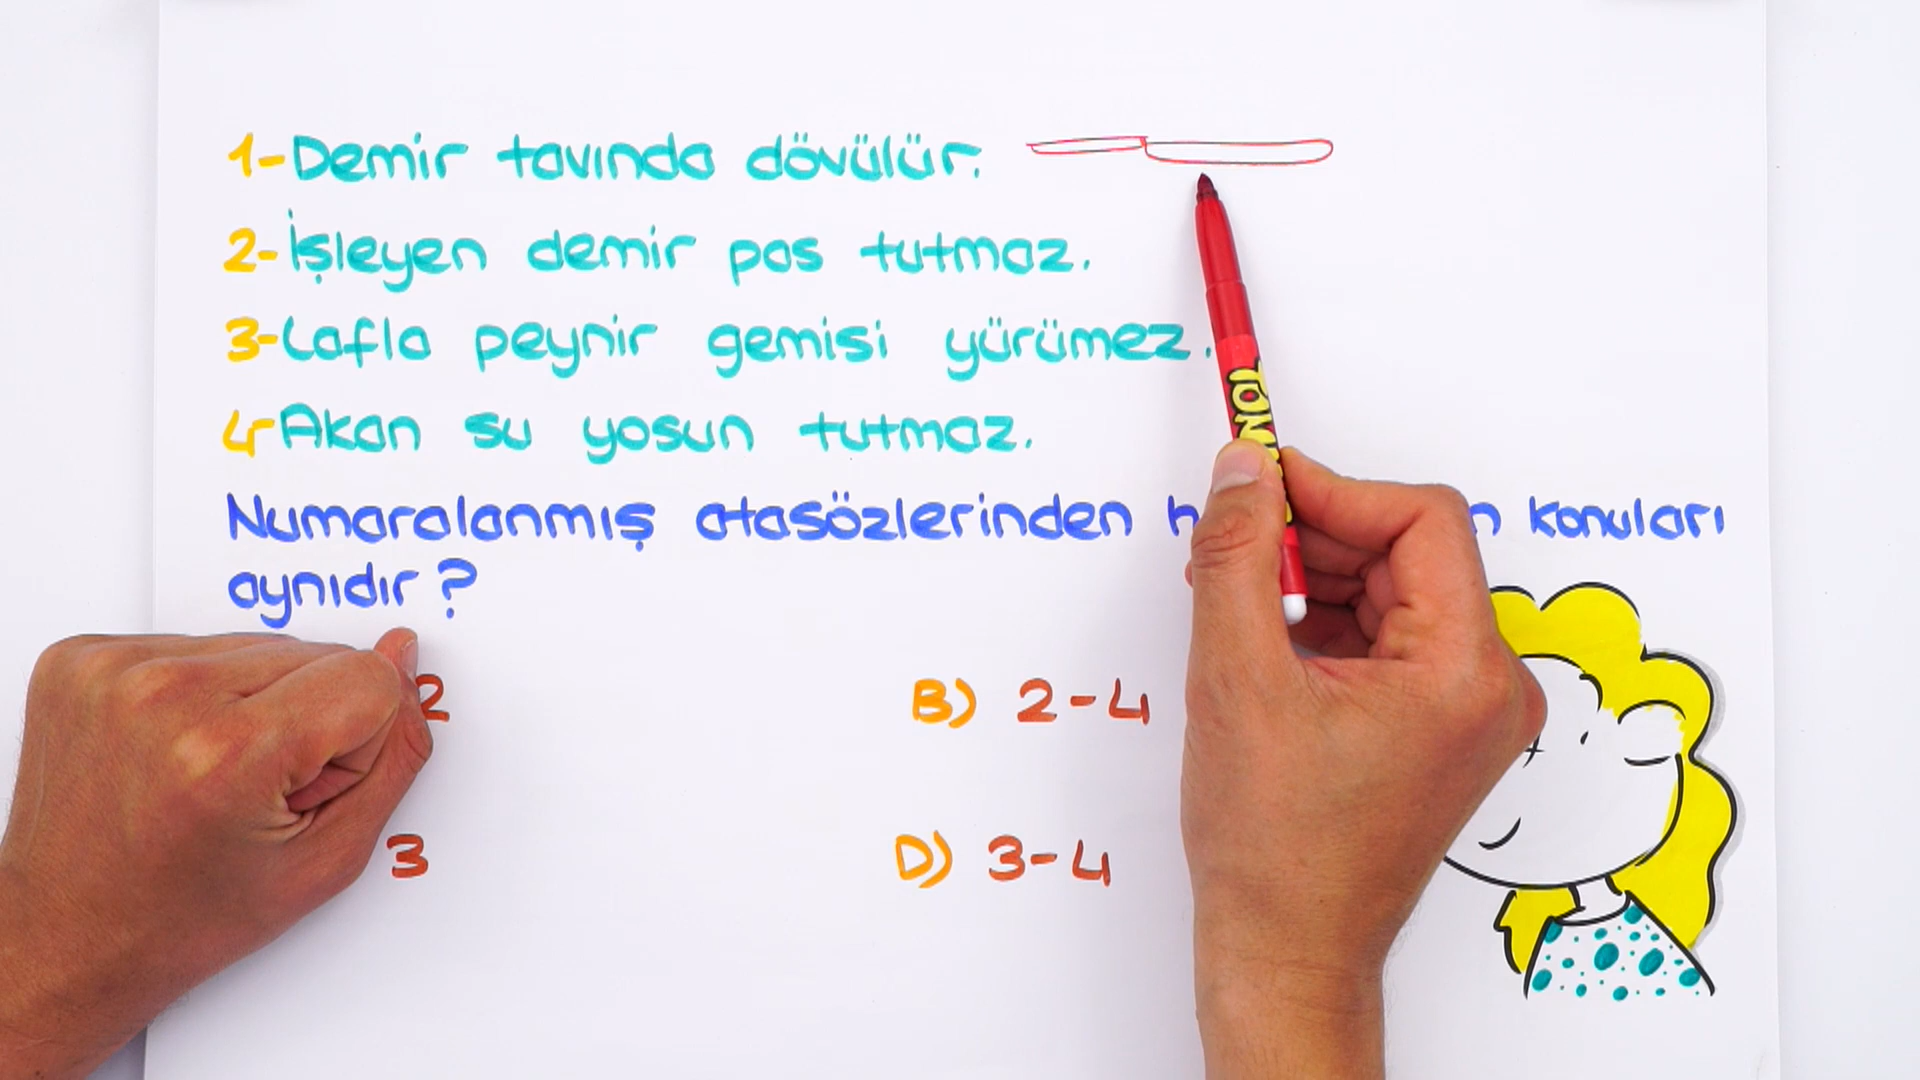 1-Demir tavında dövülür.
2-İşleyen demir pas tutmaz.
3-Lafla peynir gemisi yürümez.
4-Akan su yosun tutmaz.
Numaralanmış atasözlerinden konuları
aynıdır?
2 B) 2-4
3 D) 3-4